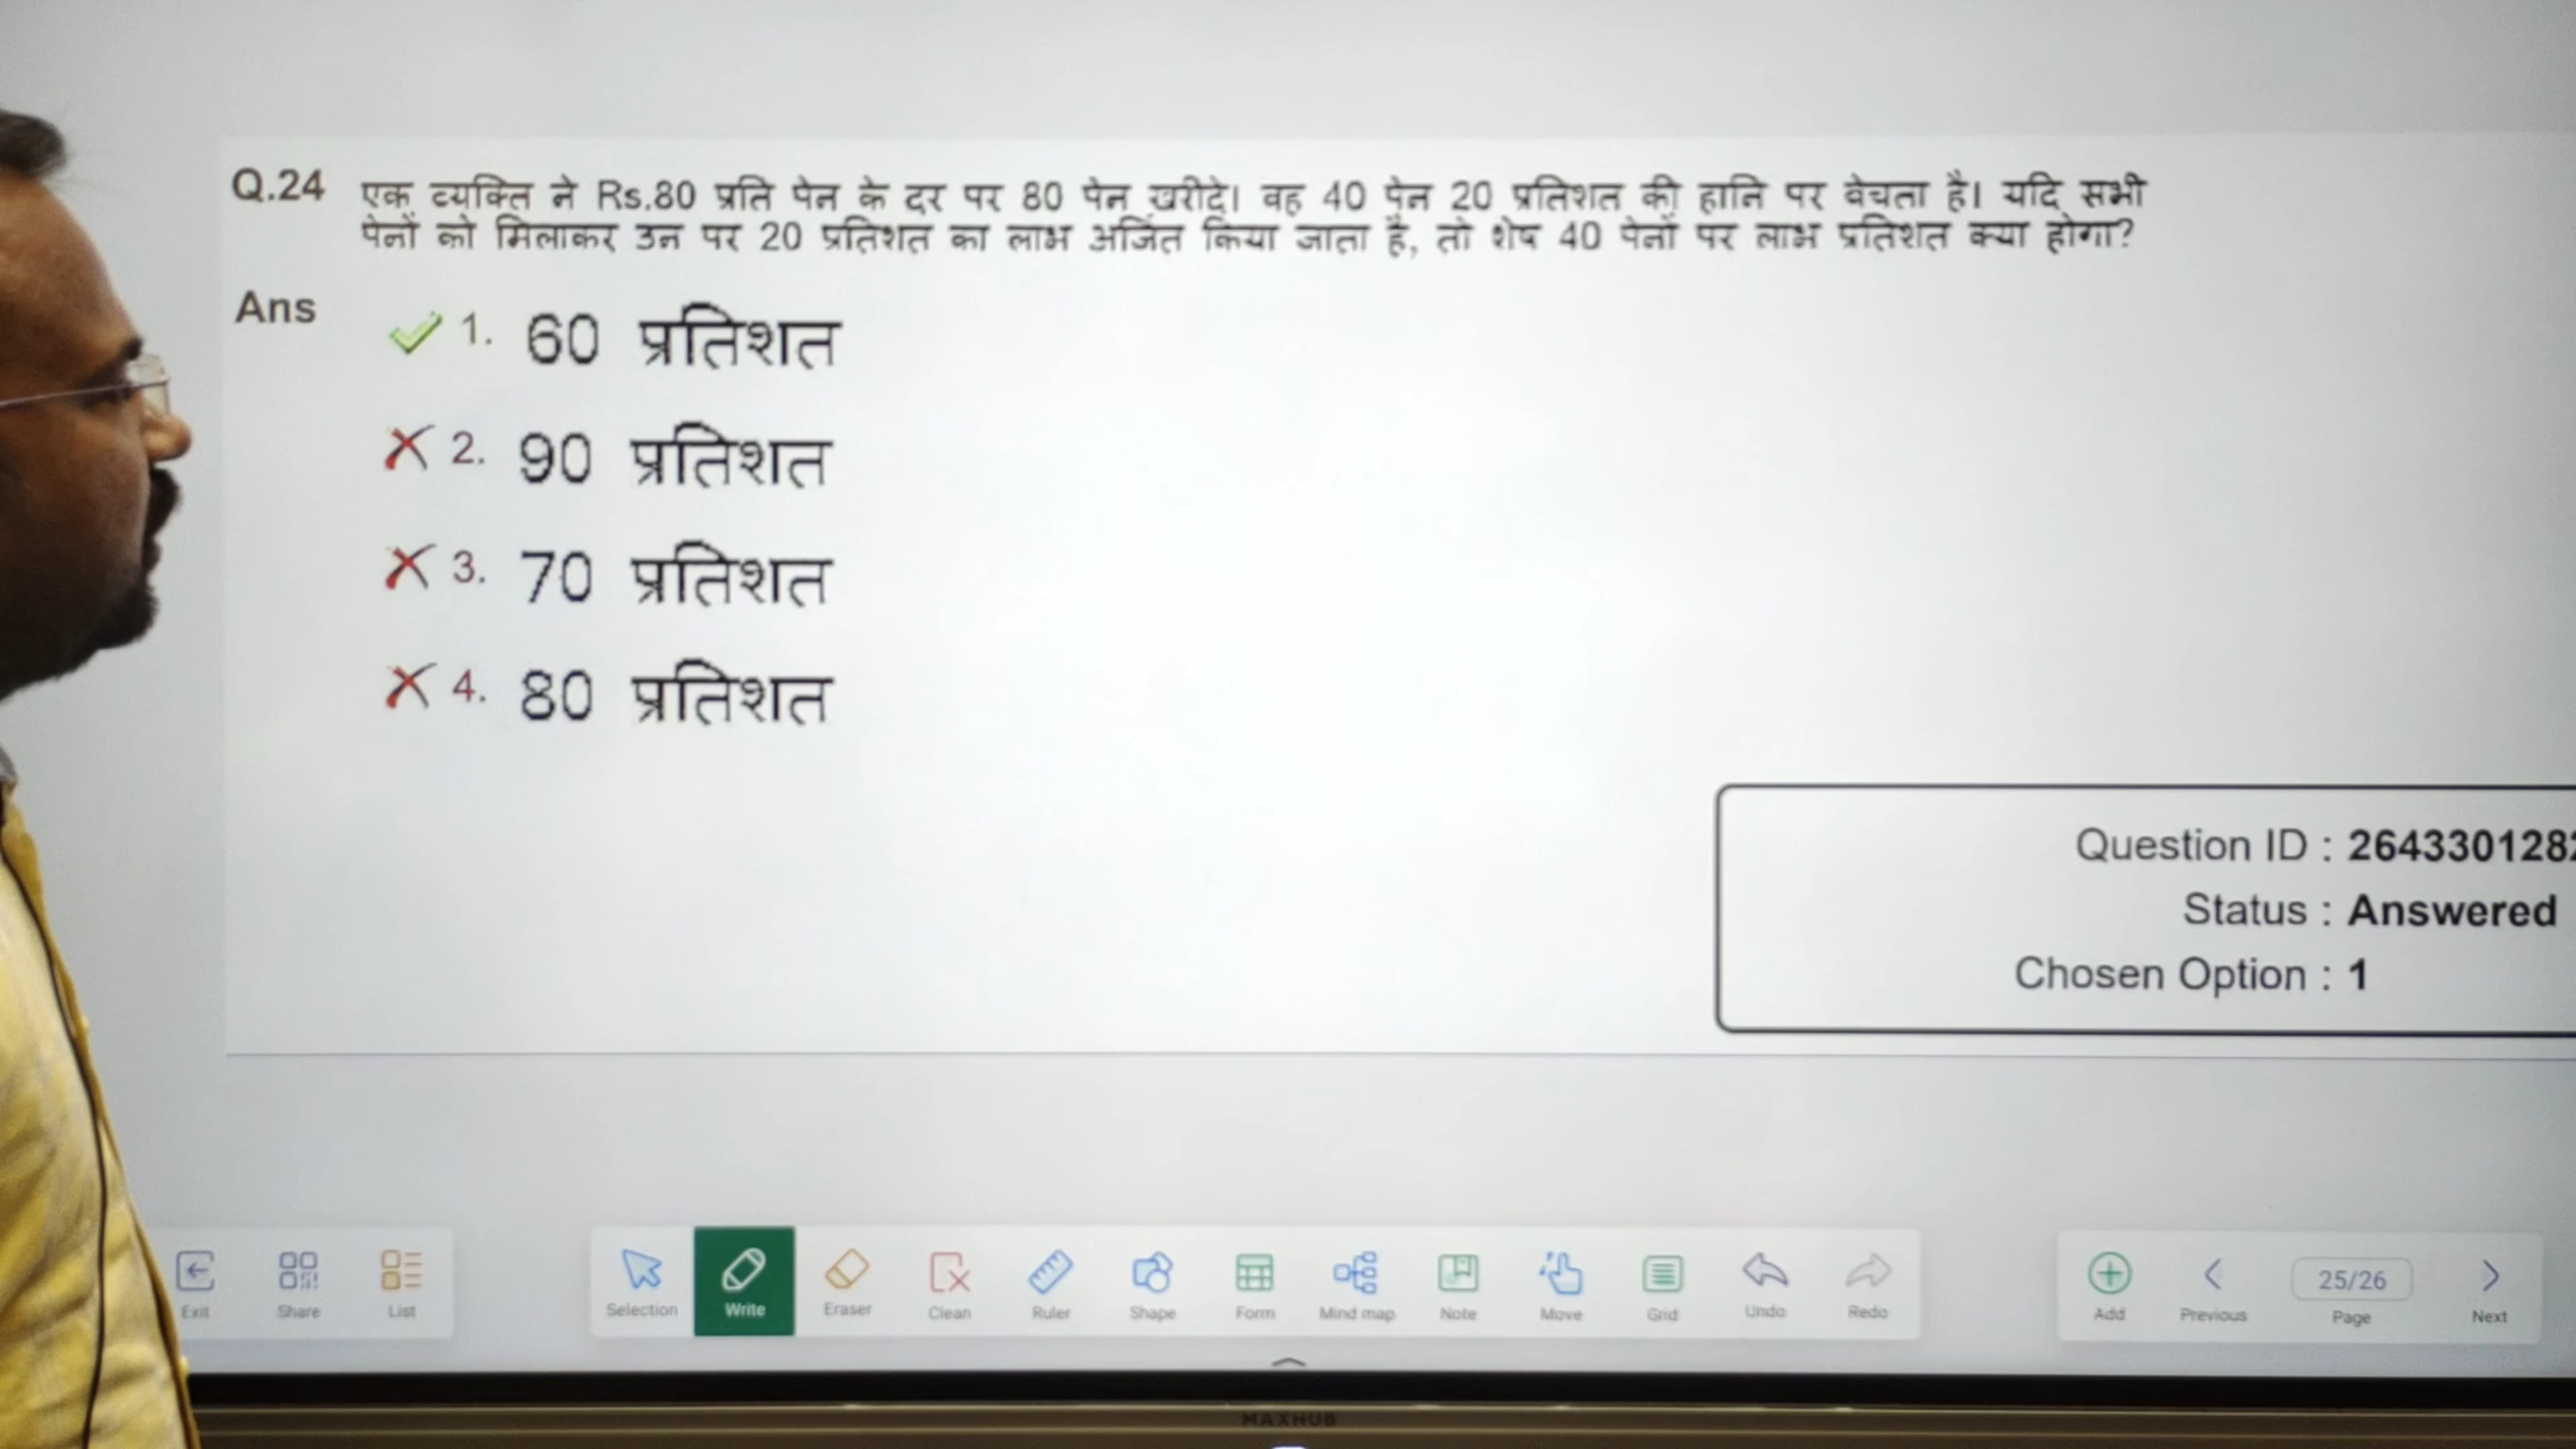 Q.24 एक व्यक्ति ने Rs.80 प्रति पेन के दर पर 80 पेन खरीदे। वह 40 पेन 20 प्रतिशत की हानि पर बेचता है। यदि सभी
पेनों को मिलाकर उन पर 20 प्रतिशत का लाभ अर्जित किया जाता है, तो शेष 40 पेनों पर लाभ प्रतिशत क्या होगा?
Ans 1. 60 प्रतिशत
2. 90 प्रतिशत
3. 70 प्रतिशत
4. 80 प्रतिशत
Question ID : 264330128
Status : Answered
Chosen Option : 1
Exit Share List Selection Write Eraser Clean Ruler Shape Form Mind map Note Move Grid Undo Redo Add Previous 25/26 Page Next
MAXHUB